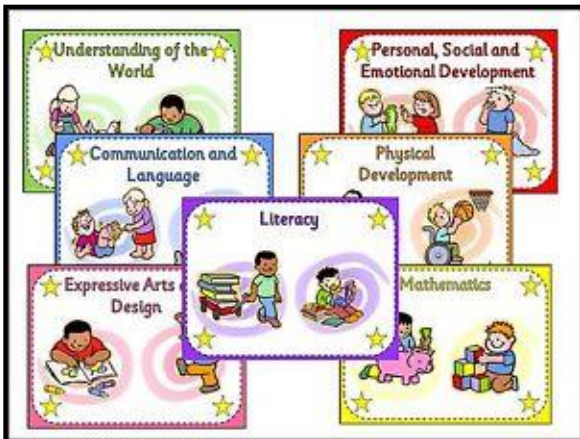 Understanding of the
World
Personal, Social and
Emotional Development
Communication and
Language
Physical
Development
Literacy
Expressive Arts
Design
Mathematics